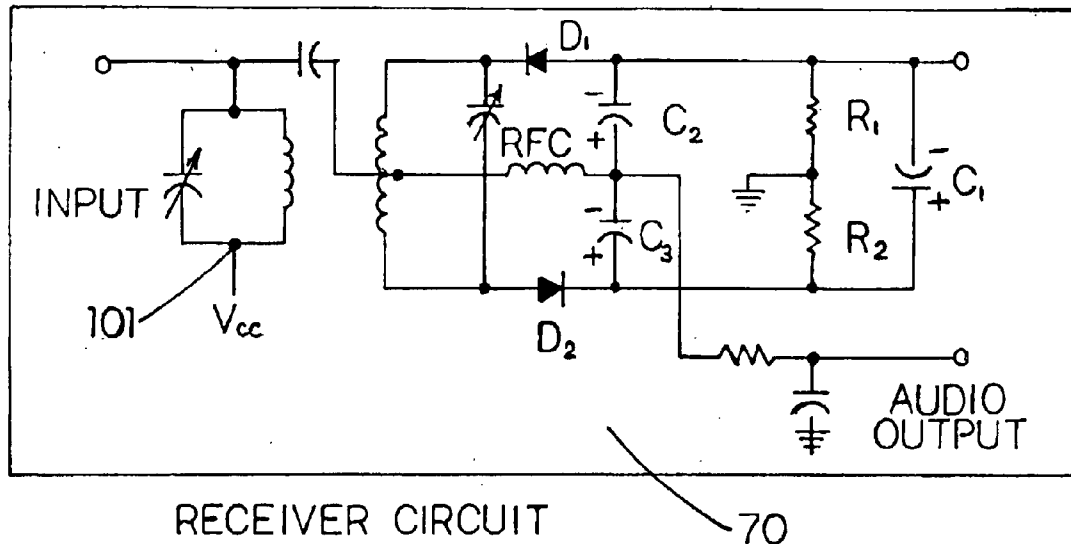 D₁
C₂
RFC
R₁
INPUT
C₁
C₃
R₂
101
Vcc
D₂
AUDIO
OUTPUT
RECEIVER CIRCUIT
70